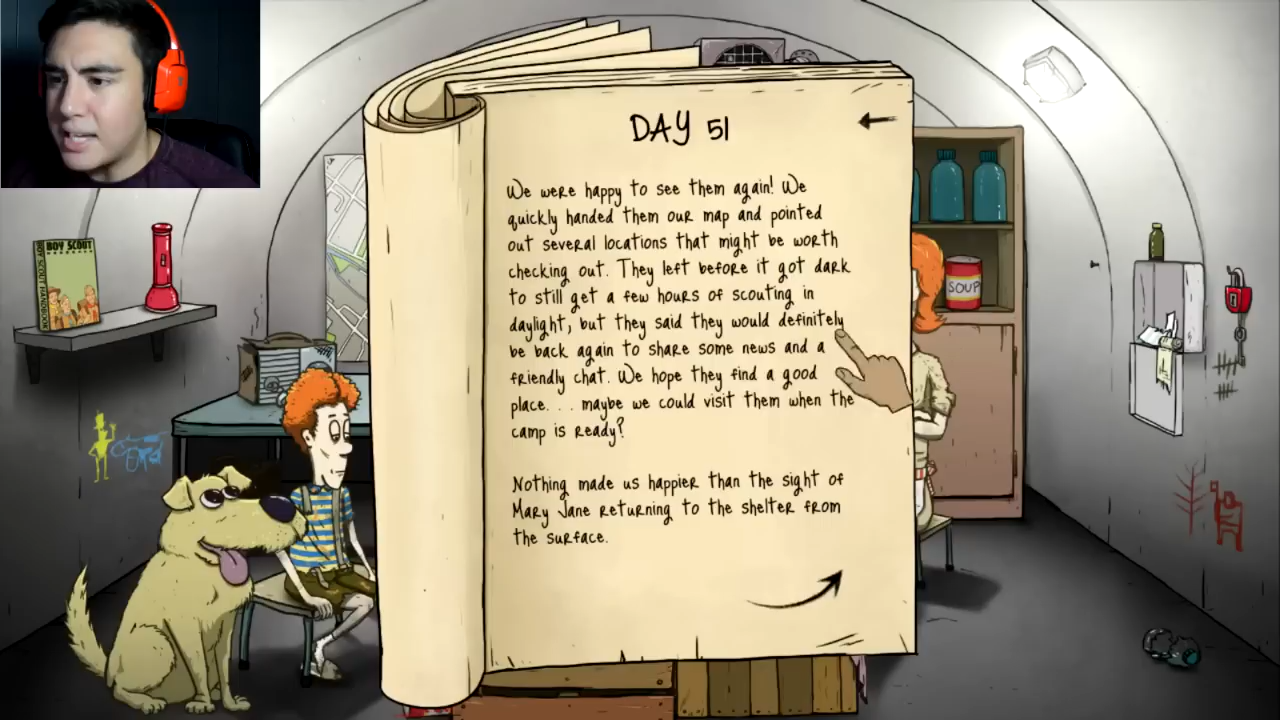 DAY 51
We were happy to see them again! We
quickly handed them our map and pointed
out several locations that might be worth
checking out. They left before it got dark
to still get a few hours of scouting in
daylight, but they said they would definitely
be back again to share some news and a
friendly chat. We hope they find a good
place. . . maybe we could visit them when the
camp is ready?
Nothing made us happier than the sight of
Mary Jane returning to the shelter from
the surface.
BOY SCOUT
BOY SCOUT HANDBOOK
SOUP